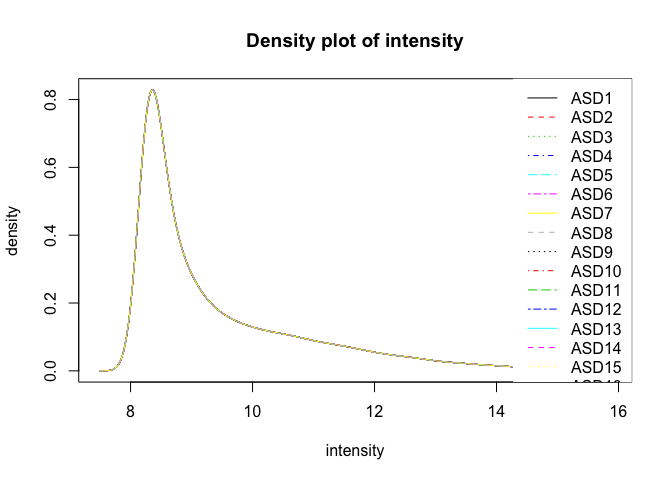 Density plot of intensity
density
0.0
0.2
0.4
0.6
0.8
8
10
12
14
16
intensity
ASD1
ASD2
ASD3
ASD4
ASD5
ASD6
ASD7
ASD8
ASD9
ASD10
ASD11
ASD12
ASD13
ASD14
ASD15